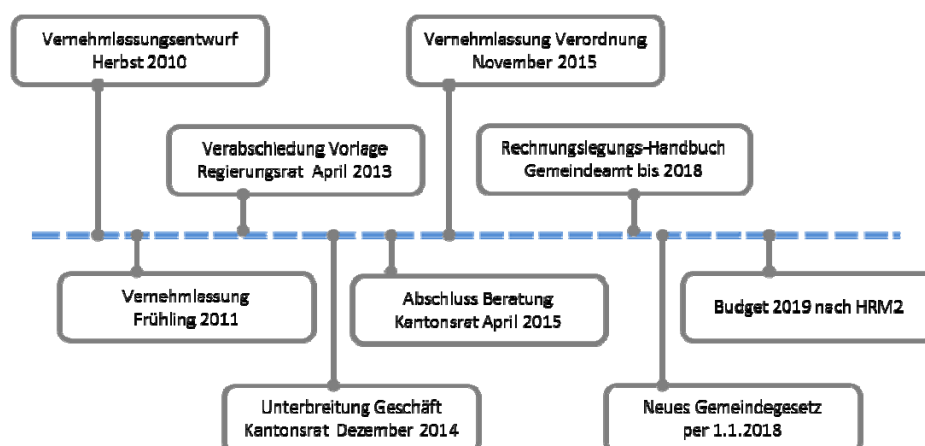 Vernehmlassungsentwurf
Herbst 2010
Vernehmlassung Verordnung
November 2015
Verabschiedung Vorlage
Regierungsrat April 2013
Rechnungslegungs-Handbuch
Gemeindeamt bis 2018
Vernehmlassung
Frühling 2011
Abschluss Beratung
Kantonsrat April 2015
Budget 2019 nach HRM2
Unterbreitung Geschäft
Kantonsrat Dezember 2014
Neues Gemeindegesetz
per 1.1.2018